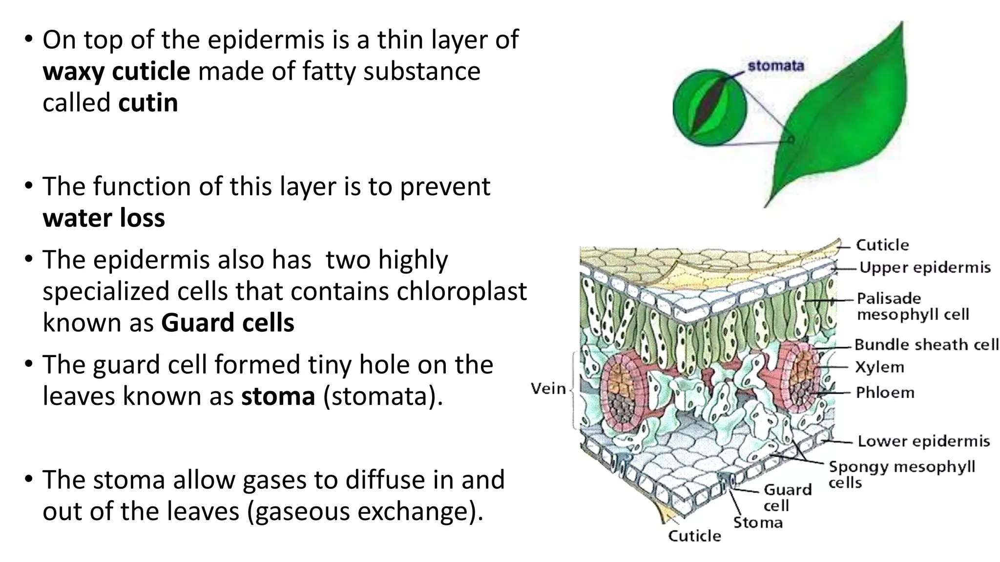 • On top of the epidermis is a thin layer of
waxy cuticle made of fatty substance
called cutin
• The function of this layer is to prevent
water loss
• The epidermis also has  two highly
specialized cells that contains chloroplast
known as Guard cells
• The guard cell formed tiny hole on the
leaves known as stoma (stomata).
• The stoma allow gases to diffuse in and
out of the leaves (gaseous exchange).
stomata
Cuticle
Upper epidermis
Palisade
mesophyll cell
Bundle sheath cell
Xylem
Vein
Phloem
Lower epidermis
Spongy mesophyll
cells
Guard
cell
Stoma
Cuticle